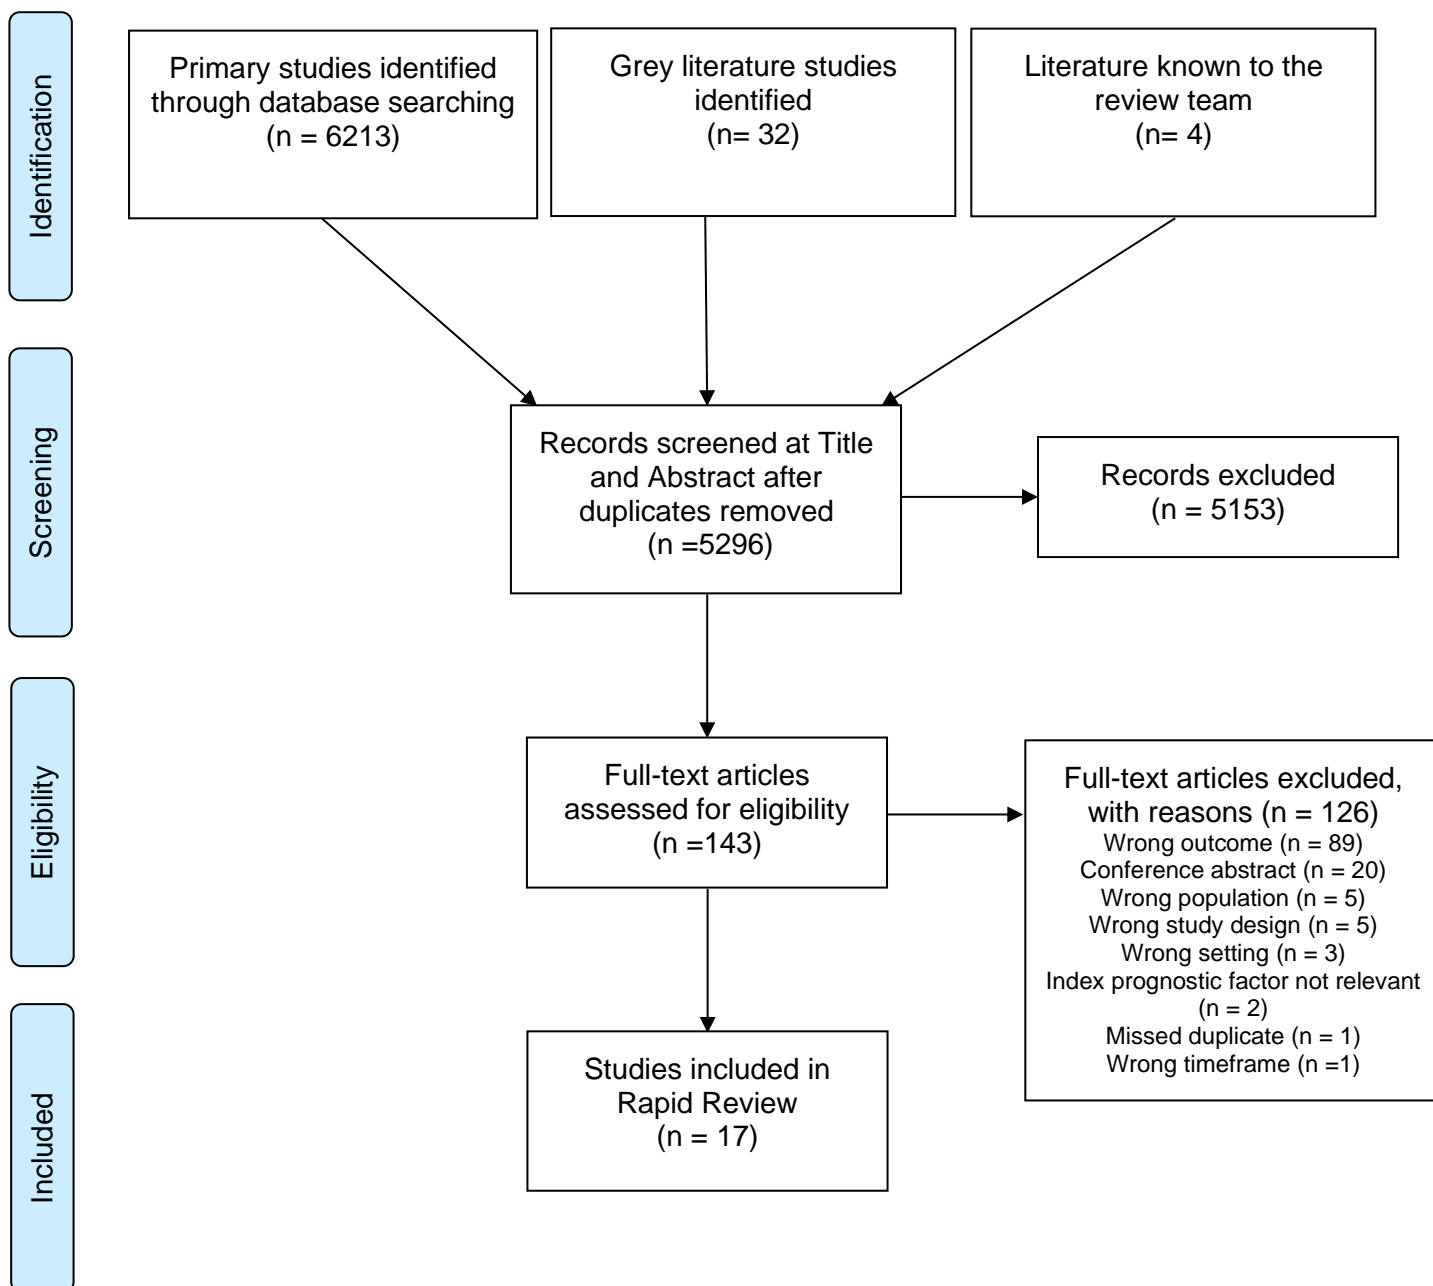 Identification
Primary studies identified
through database searching
(n = 6213)
Grey literature studies
identified
(n= 32)
Literature known to the
review team
(n= 4)
Screening
Records screened at Title
and Abstract after
duplicates removed
(n =5296)
Records excluded
(n = 5153)
Eligibility
Full-text articles
assessed for eligibility
(n =143)
Full-text articles excluded,
with reasons (n = 126)
Wrong outcome (n = 89)
Conference abstract (n = 20)
Wrong population (n = 5)
Wrong study design (n = 5)
Wrong setting (n = 3)
Index prognostic factor not relevant
(n = 2)
Missed duplicate (n = 1)
Wrong timeframe (n =1)
Included
Studies included in
Rapid Review
(n = 17)